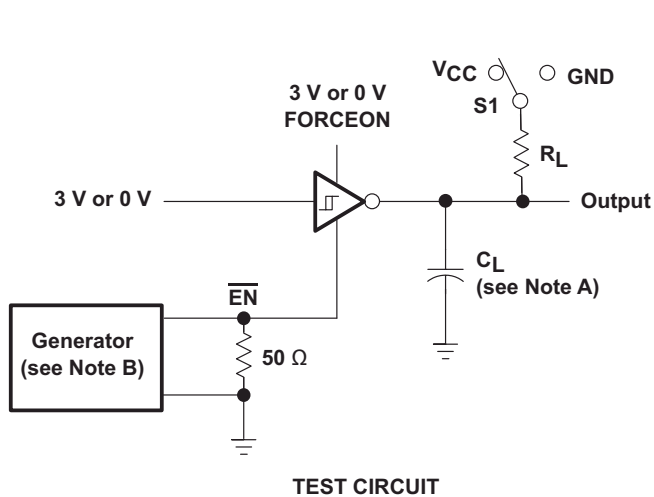 VCC GND
S1
3 V or 0 V
FORCEON
RL
3 V or 0 V
Output
CL
(see Note A)
EN
Generator
(see Note B)
50 Ω
TEST CIRCUIT